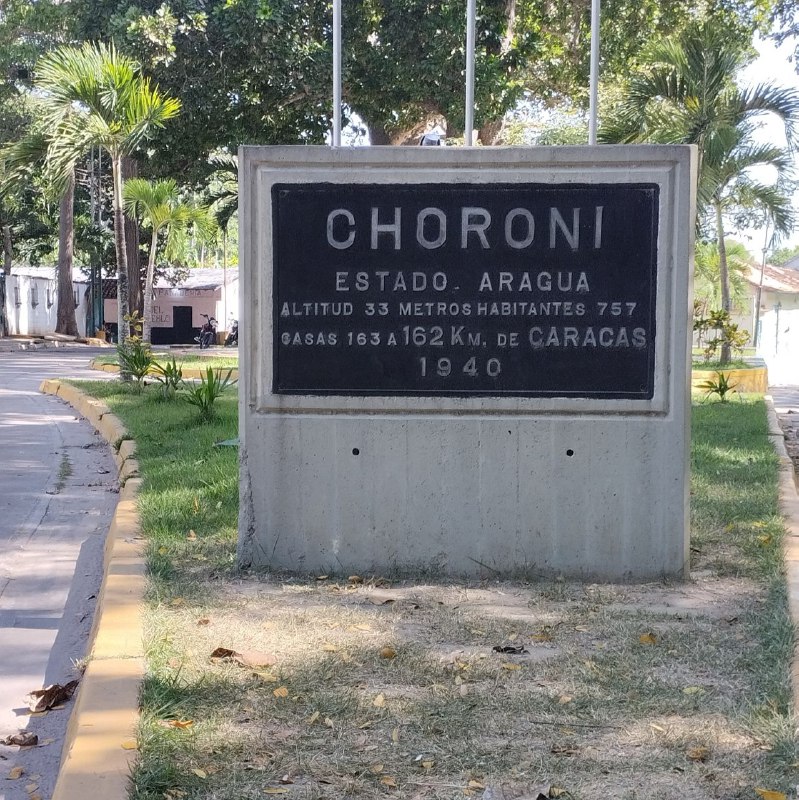 CHORONI
ESTADO. ARAGUA
ALTITUD 33 METROS HABITANTES 757
CASAS 163 A 162 KM. DE CARACAS
1940